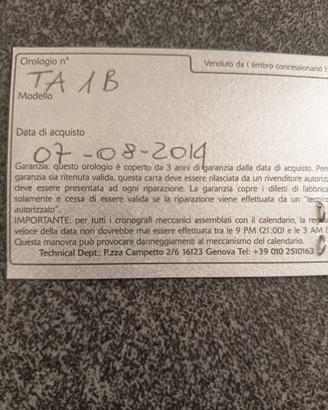 Orologio n°
Venduto da ( timbro concessionario )
TA 1B
Modello
Data di acquisto
07-08-2014
Garanzia: questo orologio è coperto da 3 anni di garanzia dalla data di acquisto. Per
garanzia sia ritenuta valida, questa carta deve essere rilasciata da un rivenditore autoriz
deve essere presentata ad ogni riparazione. La garanzia copre i difetti di fabbrica
solamente e cessa di essere valida se la riparazione viene effettuata da un "tecnico
autorizzato".
IMPORTANTE: per tutti i cronografi meccanici assemblati con il calendario, la
veloce della data non dovrebbe mai essere effettuata tra le 9 PM (21:00) e le 3 AM
Questa manovra può provocare danneggiamenti al meccanismo del calendario.
Technical Dept.: P.zza Campetto 2/6 16123 Genova Tel: +39 010 2510163